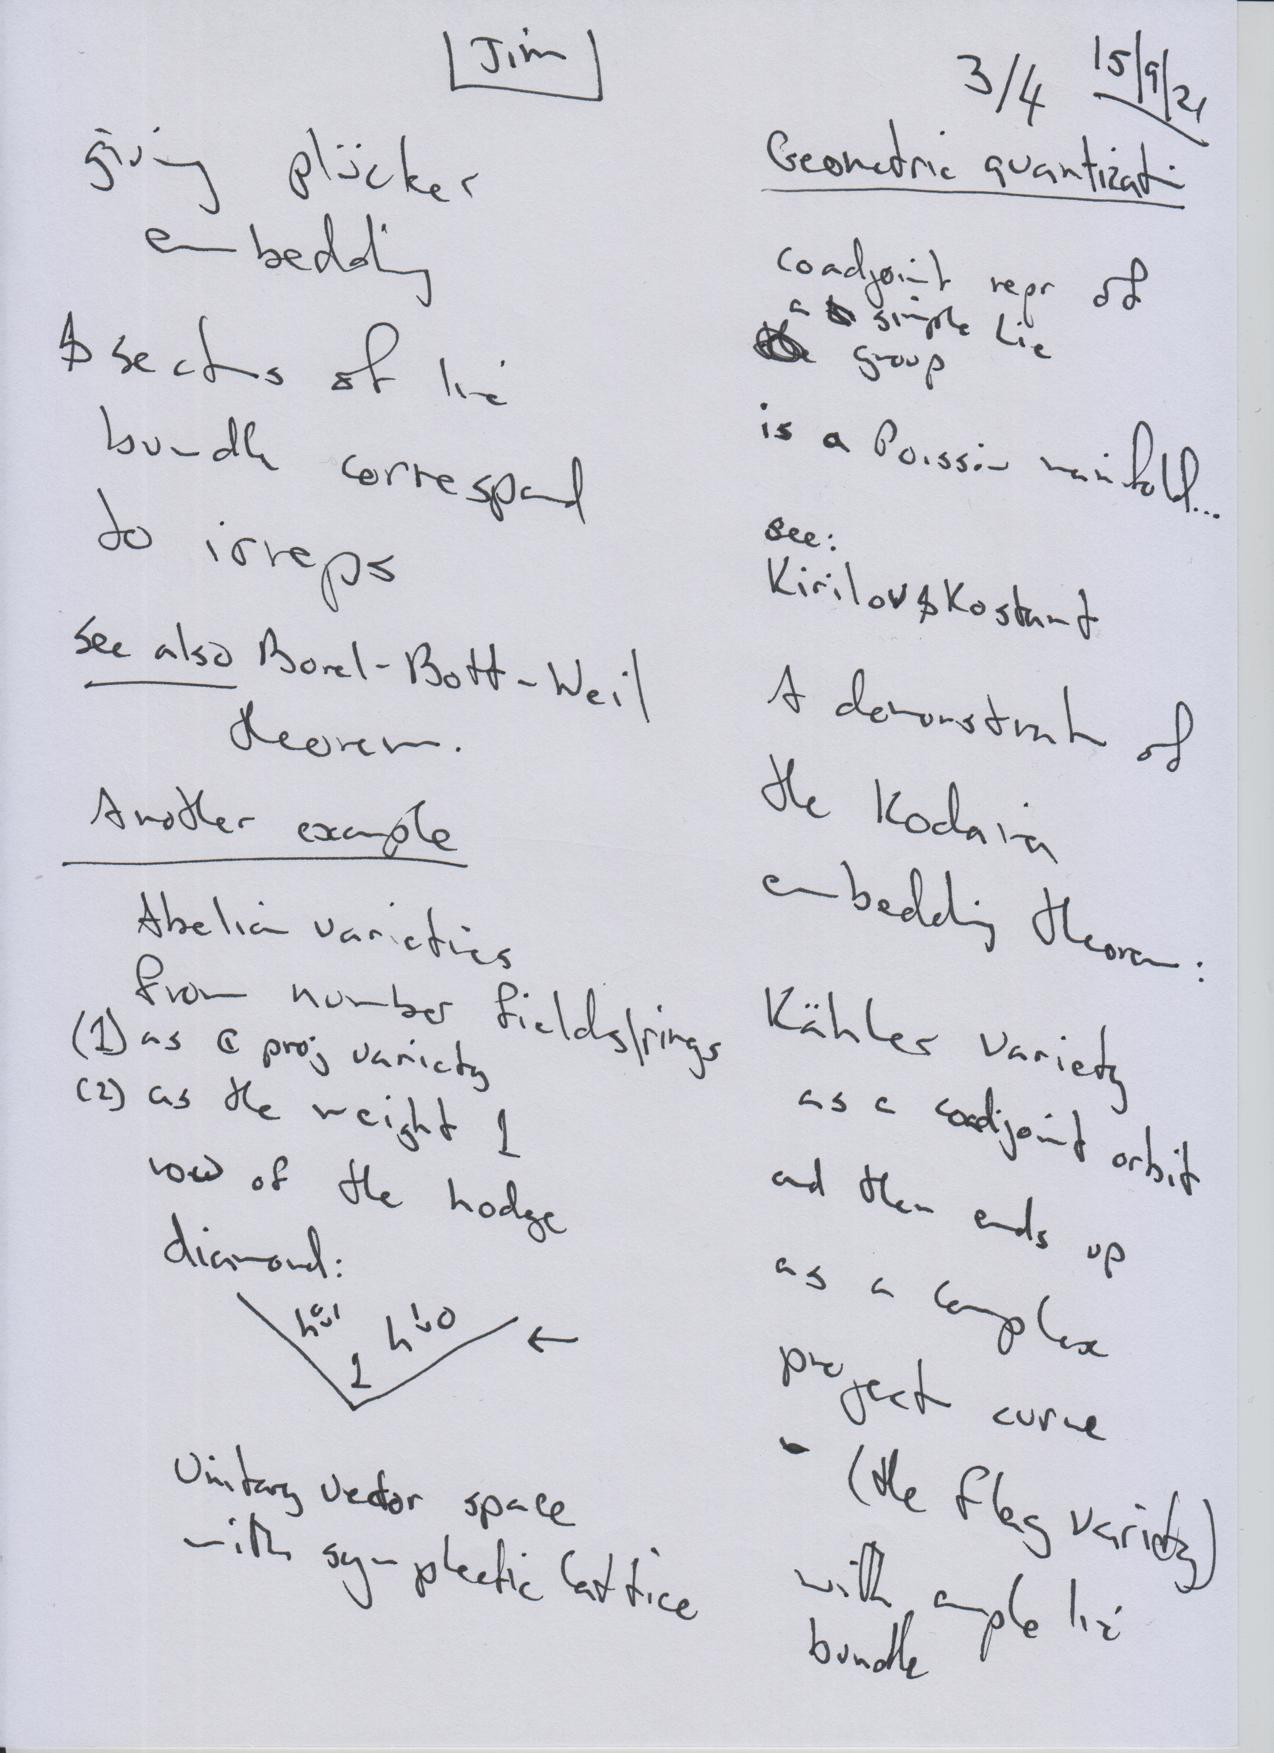 Jim
3/4 15/9/21
giving plücker
embedding
& sections of line
bundle correspond
to irreps
see also Borel-Bott-Weil
theorem.
Another example
Abelian varieties
from number fields/rings
(1) as ℂ proj variety
(2) as the weight 1
row of the hodge
diamond:
h⁰'¹ h¹'⁰ ←
1
Unitary vector space
with symplectic lattice
Geometric quantization
coadjoint repr of
a simple Lie
group
is a Poisson manifold...
see:
Kirilov & Kostant
A demonstration of
the Kodaira
embedding theorem:
Kähler variety
as a coadjoint orbit
and then ends up
as a complex
project curve
- (the flag variety)
with ample line
bundle